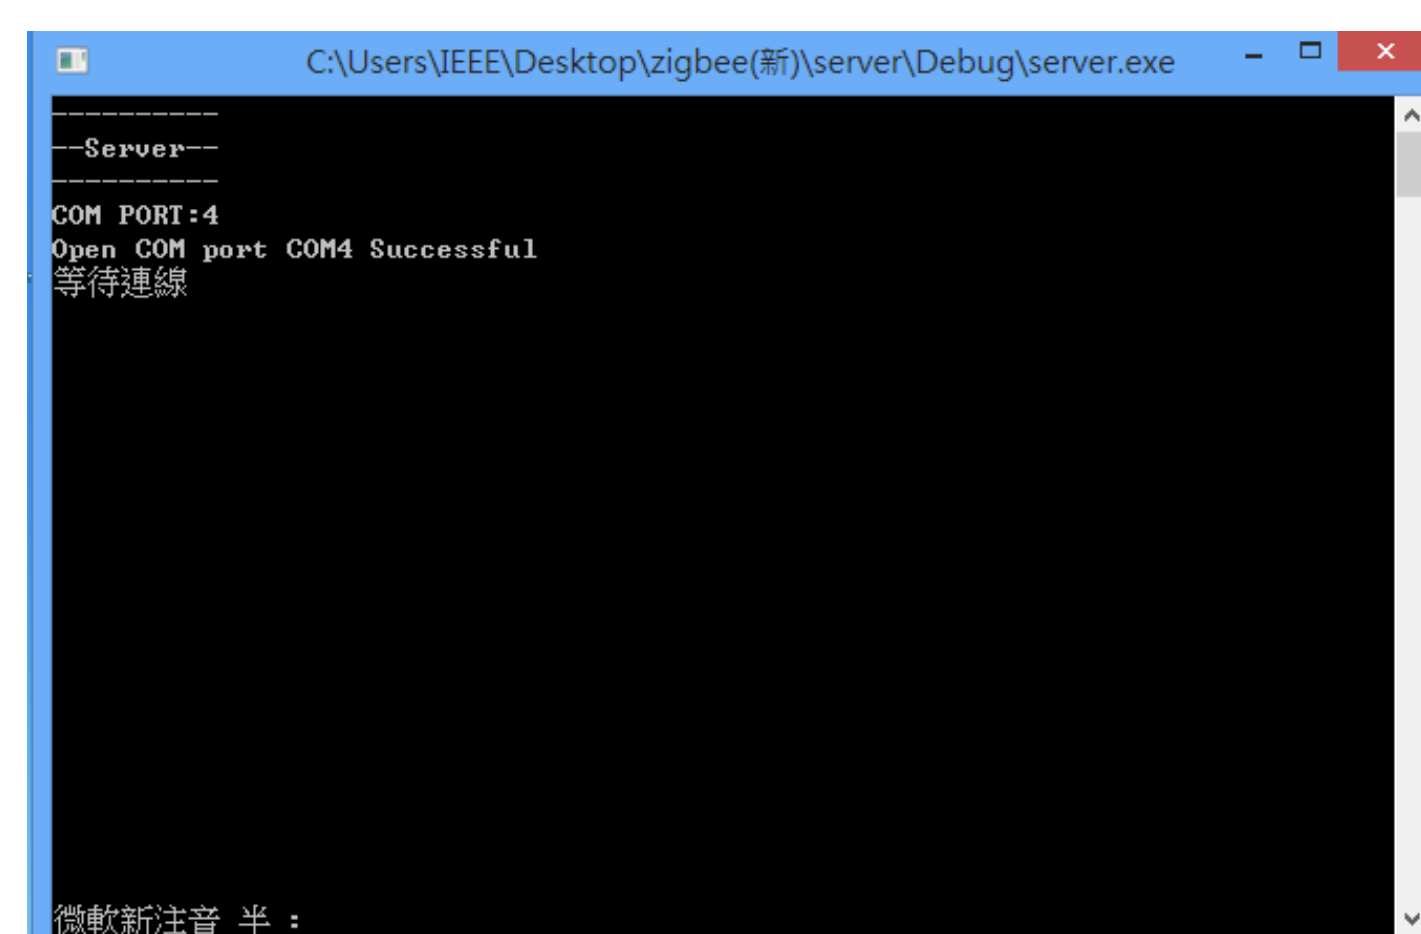 C:\Users\IEEE\Desktop\zigbee(新)\server\Debug\server.exe
----------
--Server--
----------
COM PORT:4
Open COM port COM4 Successful
等待連線
微軟新注音 半 :